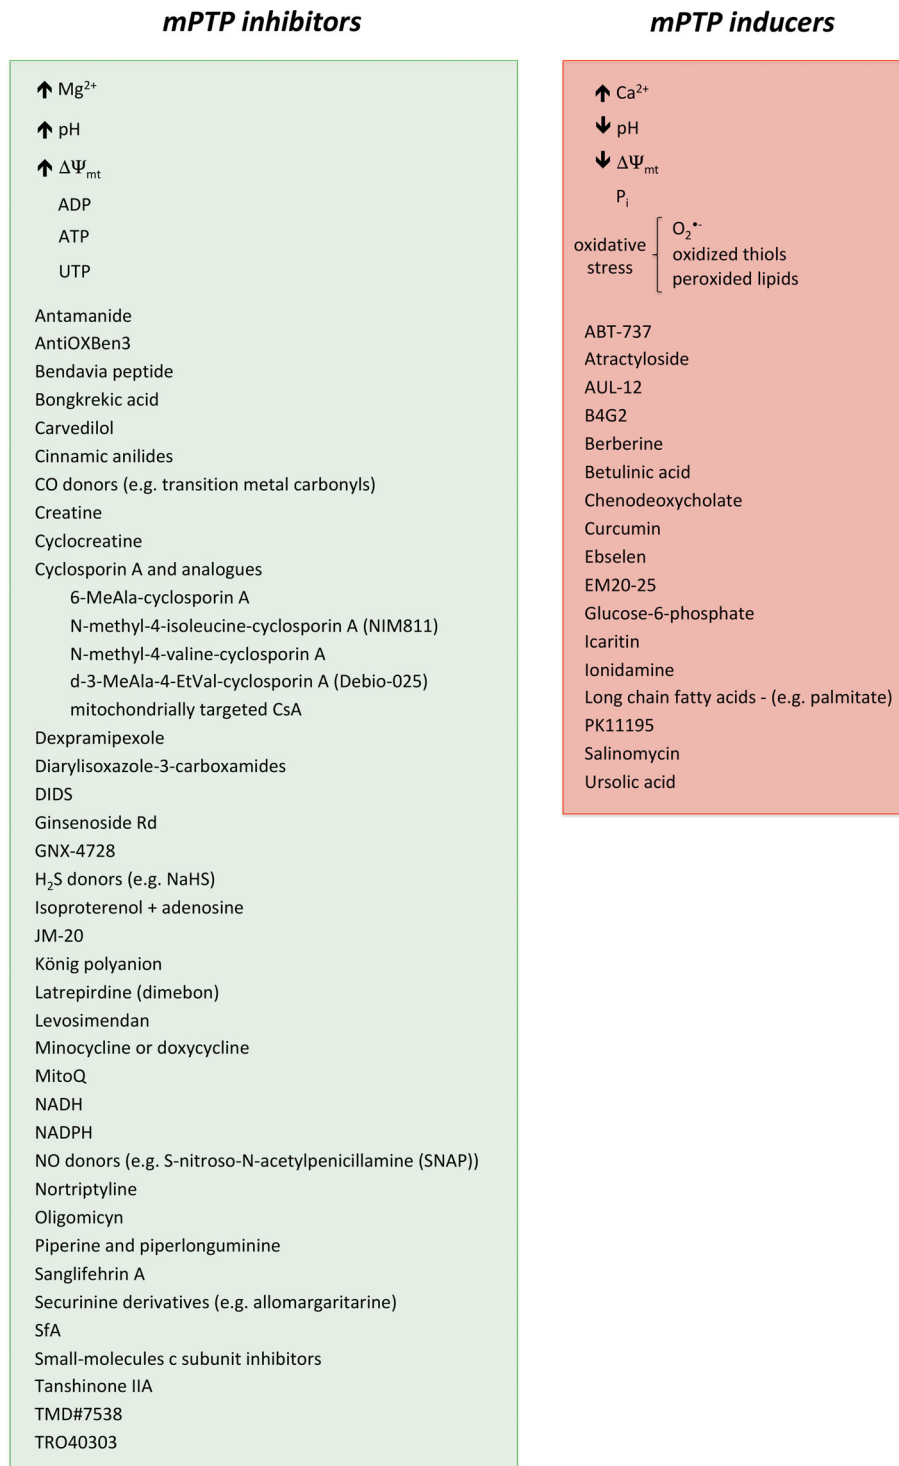 mPTP inhibitors
↑ Mg²⁺
↑ pH
↑ ΔΨmt
ADP
ATP
UTP
Antamanide
AntiOXBen3
Bendavia peptide
Bongkrekic acid
Carvedilol
Cinnamic anilides
CO donors (e.g. transition metal carbonyls)
Creatine
Cyclocreatine
Cyclosporin A and analogues
6-MeAla-cyclosporin A
N-methyl-4-isoleucine-cyclosporin A (NIM811)
N-methyl-4-valine-cyclosporin A
d-3-MeAla-4-EtVal-cyclosporin A (Debio-025)
mitochondrially targeted CsA
Dexpramipexole
Diarylisoxazole-3-carboxamides
DIDS
Ginsenoside Rd
GNX-4728
H₂S donors (e.g. NaHS)
Isoproterenol + adenosine
JM-20
König polyanion
Latrepirdine (dimebon)
Levosimendan
Minocycline or doxycycline
MitoQ
NADH
NADPH
NO donors (e.g. S-nitroso-N-acetylpenicillamine (SNAP))
Nortriptyline
Oligomicyn
Piperine and piperlonguminine
Sanglifehrin A
Securinine derivatives (e.g. allomargaritarine)
SfA
Small-molecules c subunit inhibitors
Tanshinone IIA
TMD#7538
TRO40303
mPTP inducers
↑ Ca²⁺
↓ pH
↓ ΔΨmt
Pᵢ
oxidative
stress
O₂•-
oxidized thiols
peroxided lipids
ABT-737
Atractyloside
AUL-12
B4G2
Berberine
Betulinic acid
Chenodeoxycholate
Curcumin
Ebselen
EM20-25
Glucose-6-phosphate
Icaritin
Ionidamine
Long chain fatty acids - (e.g. palmitate)
PK11195
Salinomycin
Ursolic acid